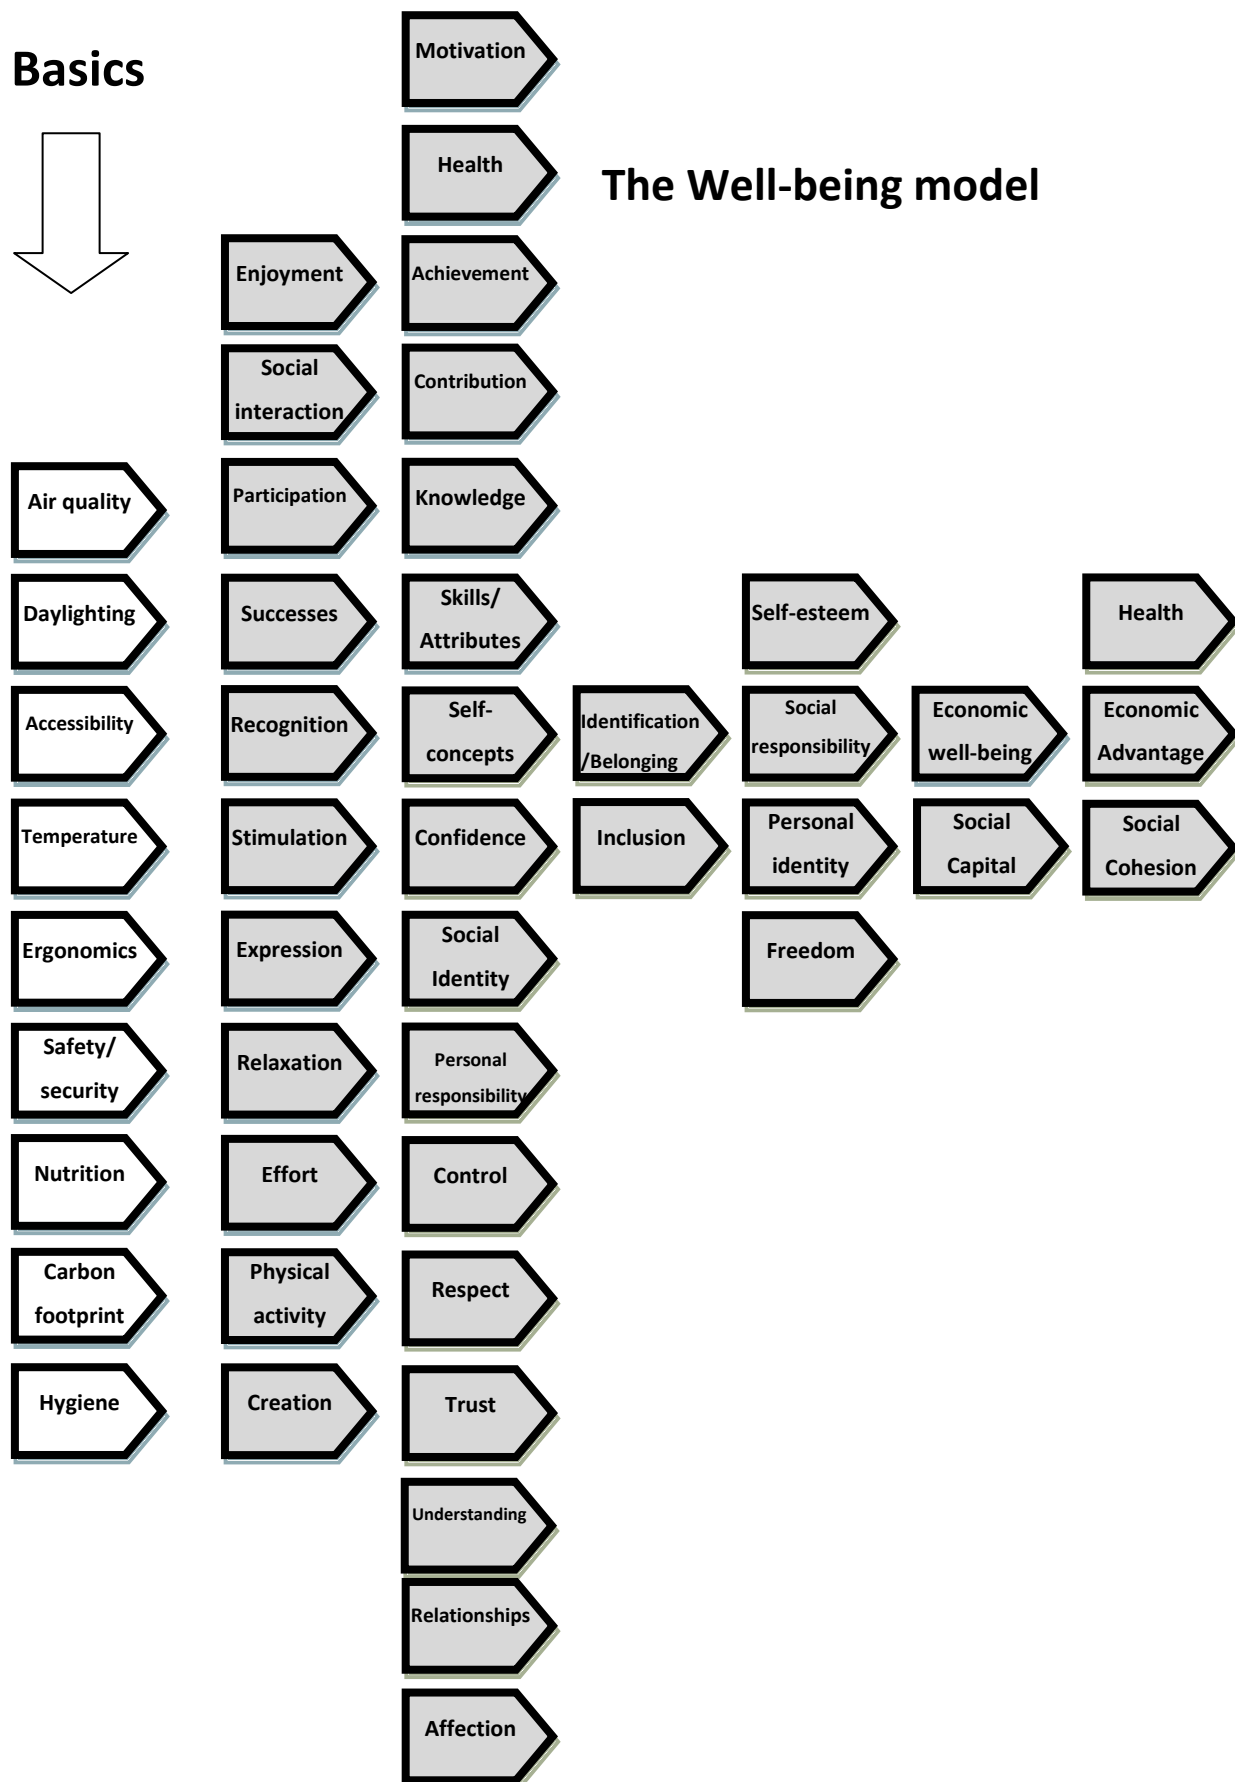 Basics
The Well-being model
Air quality
Daylighting
Accessibility
Temperature
Ergonomics
Safety/
security
Nutrition
Carbon
footprint
Hygiene
Enjoyment
Social
interaction
Participation
Successes
Recognition
Stimulation
Expression
Relaxation
Effort
Physical
activity
Creation
Motivation
Health
Achievement
Contribution
Knowledge
Skills/
Attributes
Self-
concepts
Confidence
Social
Identity
Personal
responsibility
Control
Respect
Trust
Understanding
Relationships
Affection
Identification
/Belonging
Inclusion
Self-esteem
Social
responsibility
Personal
identity
Freedom
Economic
well-being
Social
Capital
Health
Economic
Advantage
Social
Cohesion